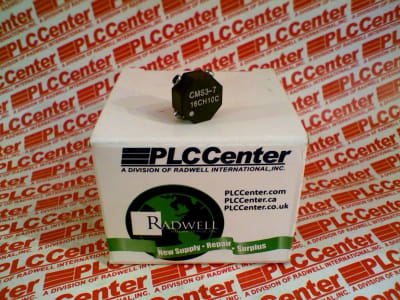 CMS3-7
16CH10C
PLCCenter
A DIVISION OF RADWELL INTERNATIONAL, INC.
PLCCenter.com
PLCCenter.ca
PLCCenter.co.uk
RADWELL
New Supply • Repair • Surplus